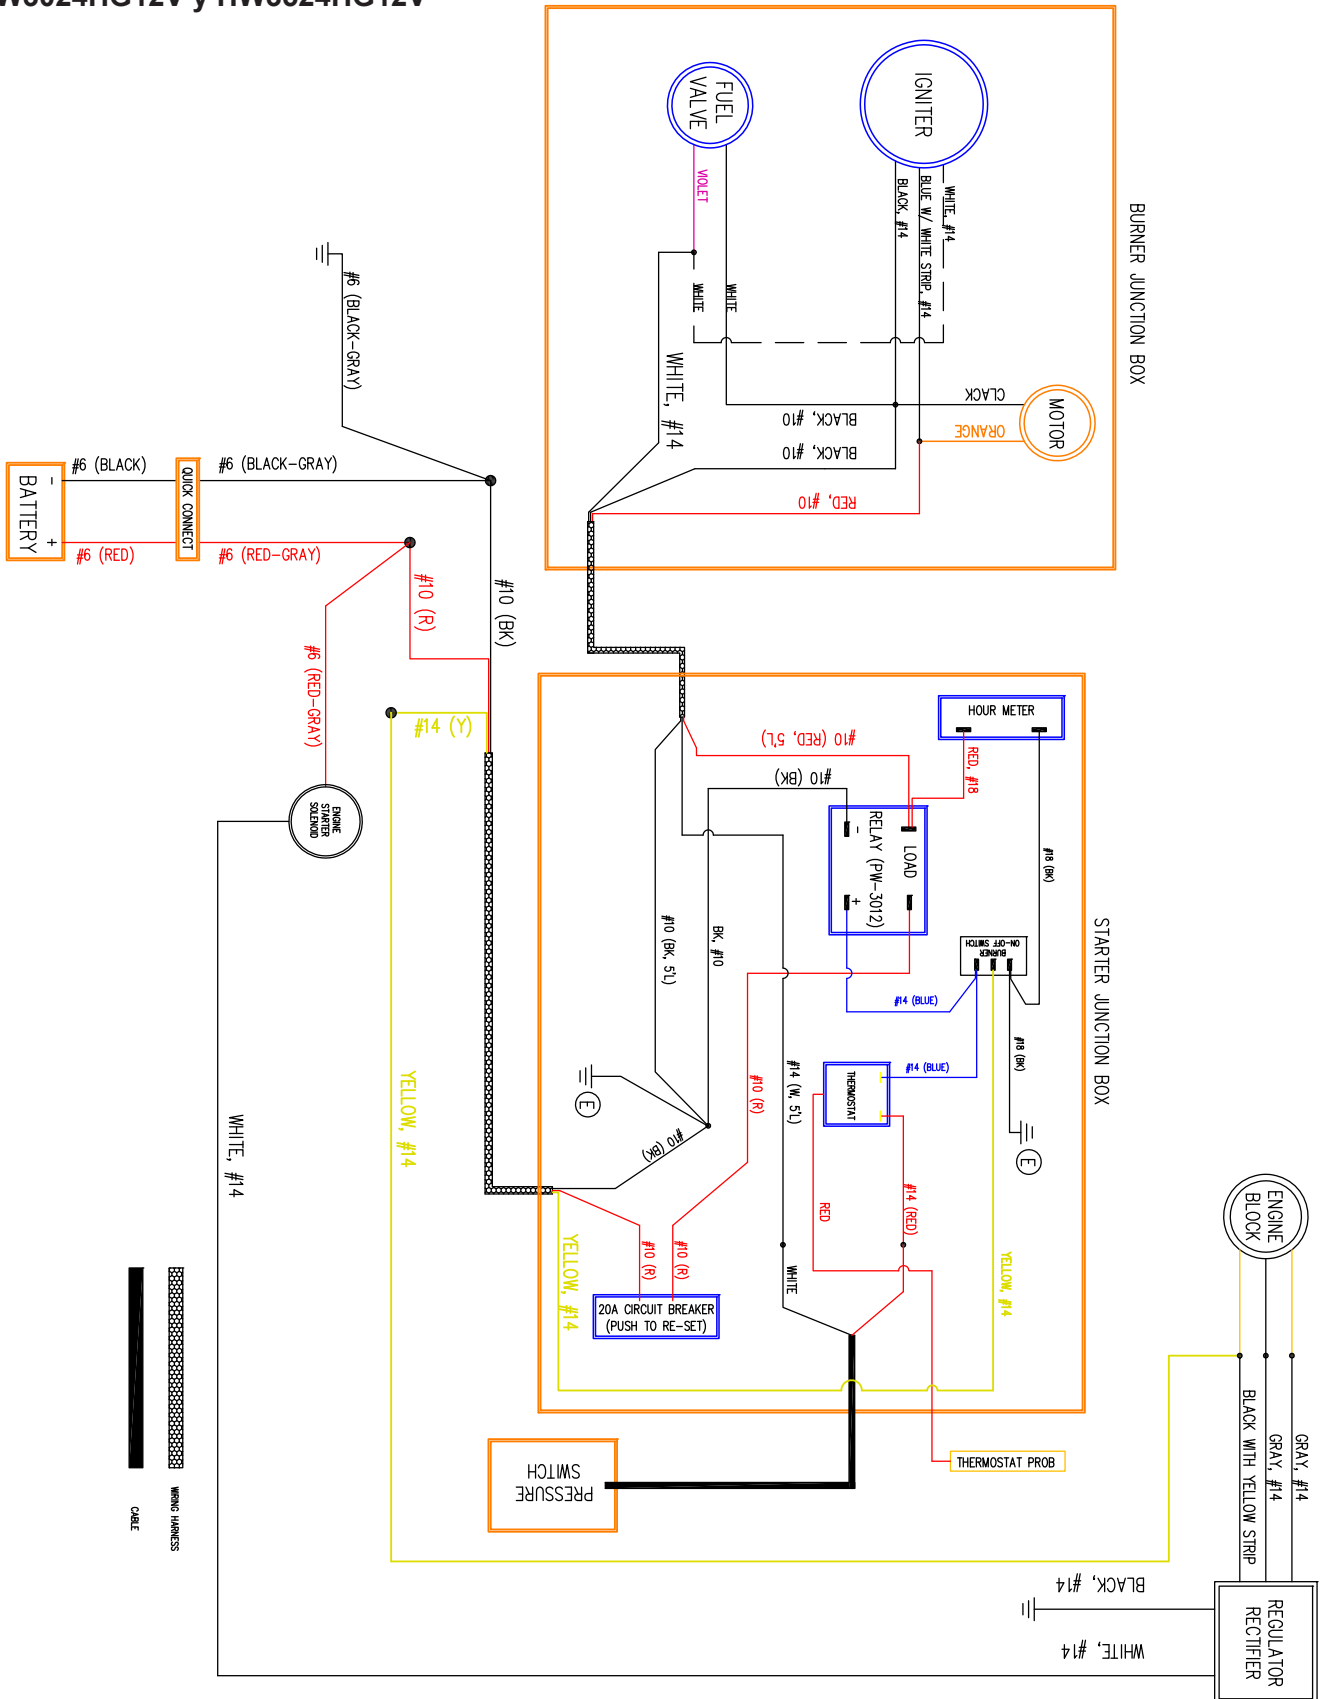 HW3024HG12V y HW3624HG12V
IGNITER
FUEL
VALVE
BURNER JUNCTION BOX
VIOLET
WHITE
WHITE
BLACK, #14
BLUE W/ WHITE STRIP, #14
WHITE, #14
WHITE, #14
MOTOR
CLACK
ORANGE
BLACK, #10
BLACK, #10
RED, #10
#6 (BLACK-GRAY)
#6 (BLACK)
#6 (BLACK-GRAY)
QUICK CONNECT
BATTERY
-
+
#6 (RED)
#6 (RED-GRAY)
#10 (R)
#10 (BK)
#6 (RED-GRAY)
#14 (Y)
ENGINE
STARTER
SOLENOID
HOUR METER
RED, #18
#18 (BK)
#10 (RED, 5'L)
#10 (BK)
RELAY (PW-3012)
LOAD
-
+
BURNER
ON-OFF SWITCH
STARTER JUNCTION BOX
#10 (BK, 5'L)
BK, #10
#14 (BLUE)
#18 (BK)
#14 (BLUE)
THERMOSTAT
#14 (W, 5'L)
#10 (R)
E
E
#10 (BK)
RED
#14 (RED)
YELLOW, #14
WHITE
#10 (R)
#10 (R)
YELLOW, #14
20A CIRCUIT BREAKER
(PUSH TO RE-SET)
YELLOW, #14
WHITE, #14
ENGINE
BLOCK
THERMOSTAT PROB
PRESSURE
SWITCH
BLACK WITH YELLOW STRIP
GRAY, #14
GRAY, #14
WIRING HARNESS
CABLE
BLACK, #14
WHITE, #14
REGULATOR
RECTIFIER